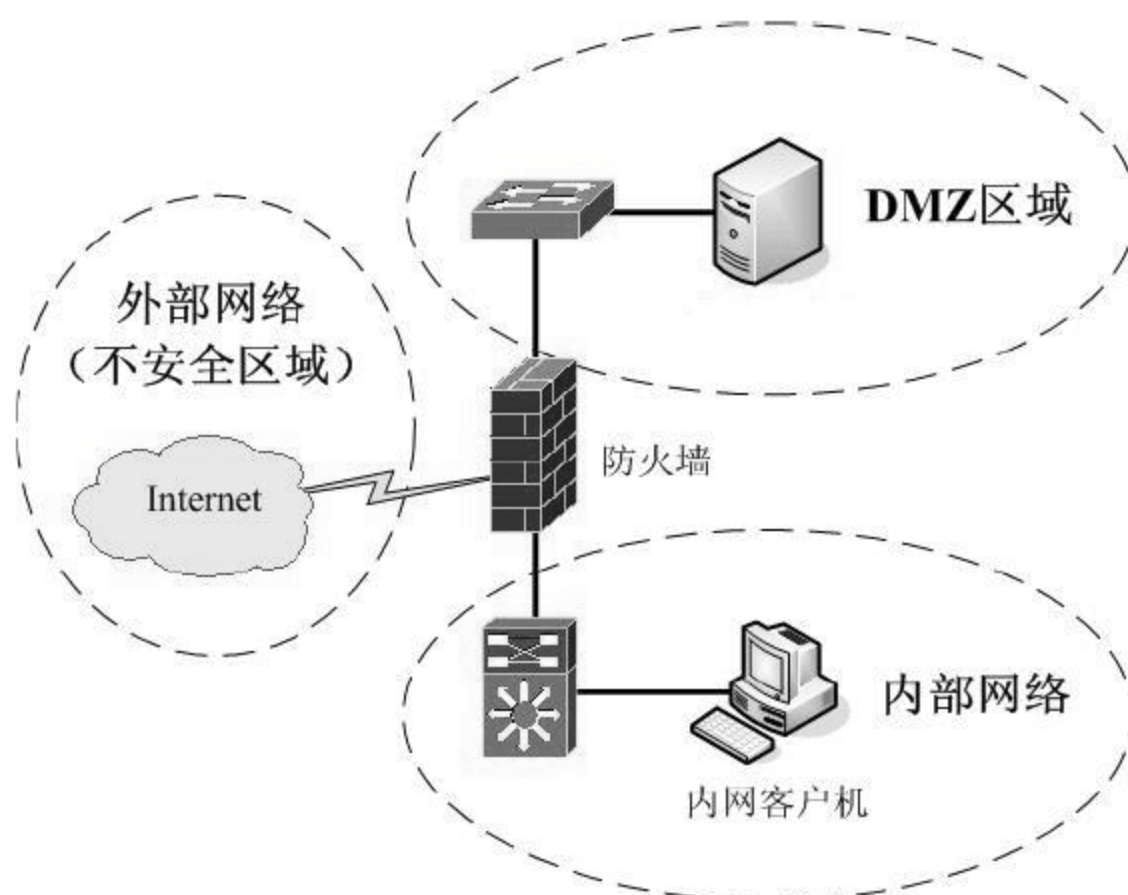 DMZ区域
外部网络
（不安全区域）
防火墙
Internet
内部网络
内网客户机